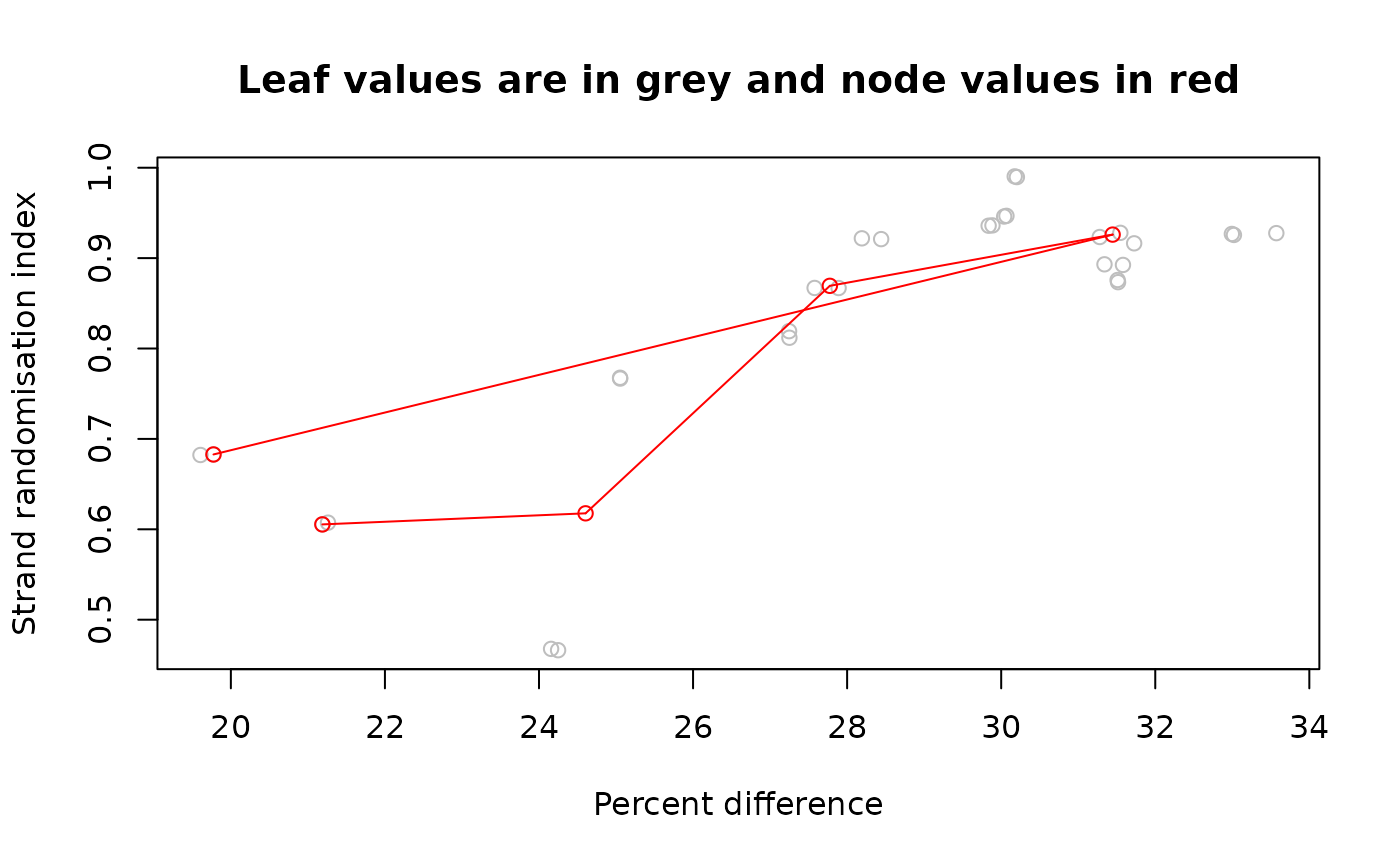 Leaf values are in grey and node values in red
Strand randomisation index
1.0
0.9
0.8
0.7
0.6
0.5
20 22 24 26 28 30 32 34
Percent difference